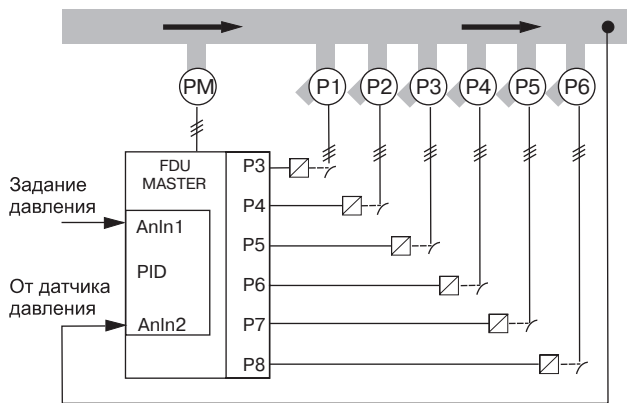 PM P1 P2 P3 P4 P5 P6
FDU
MASTER
P3
P4
P5
P6
P7
P8
Задание
давления
AnIn1
PID
От датчика
давления
AnIn2